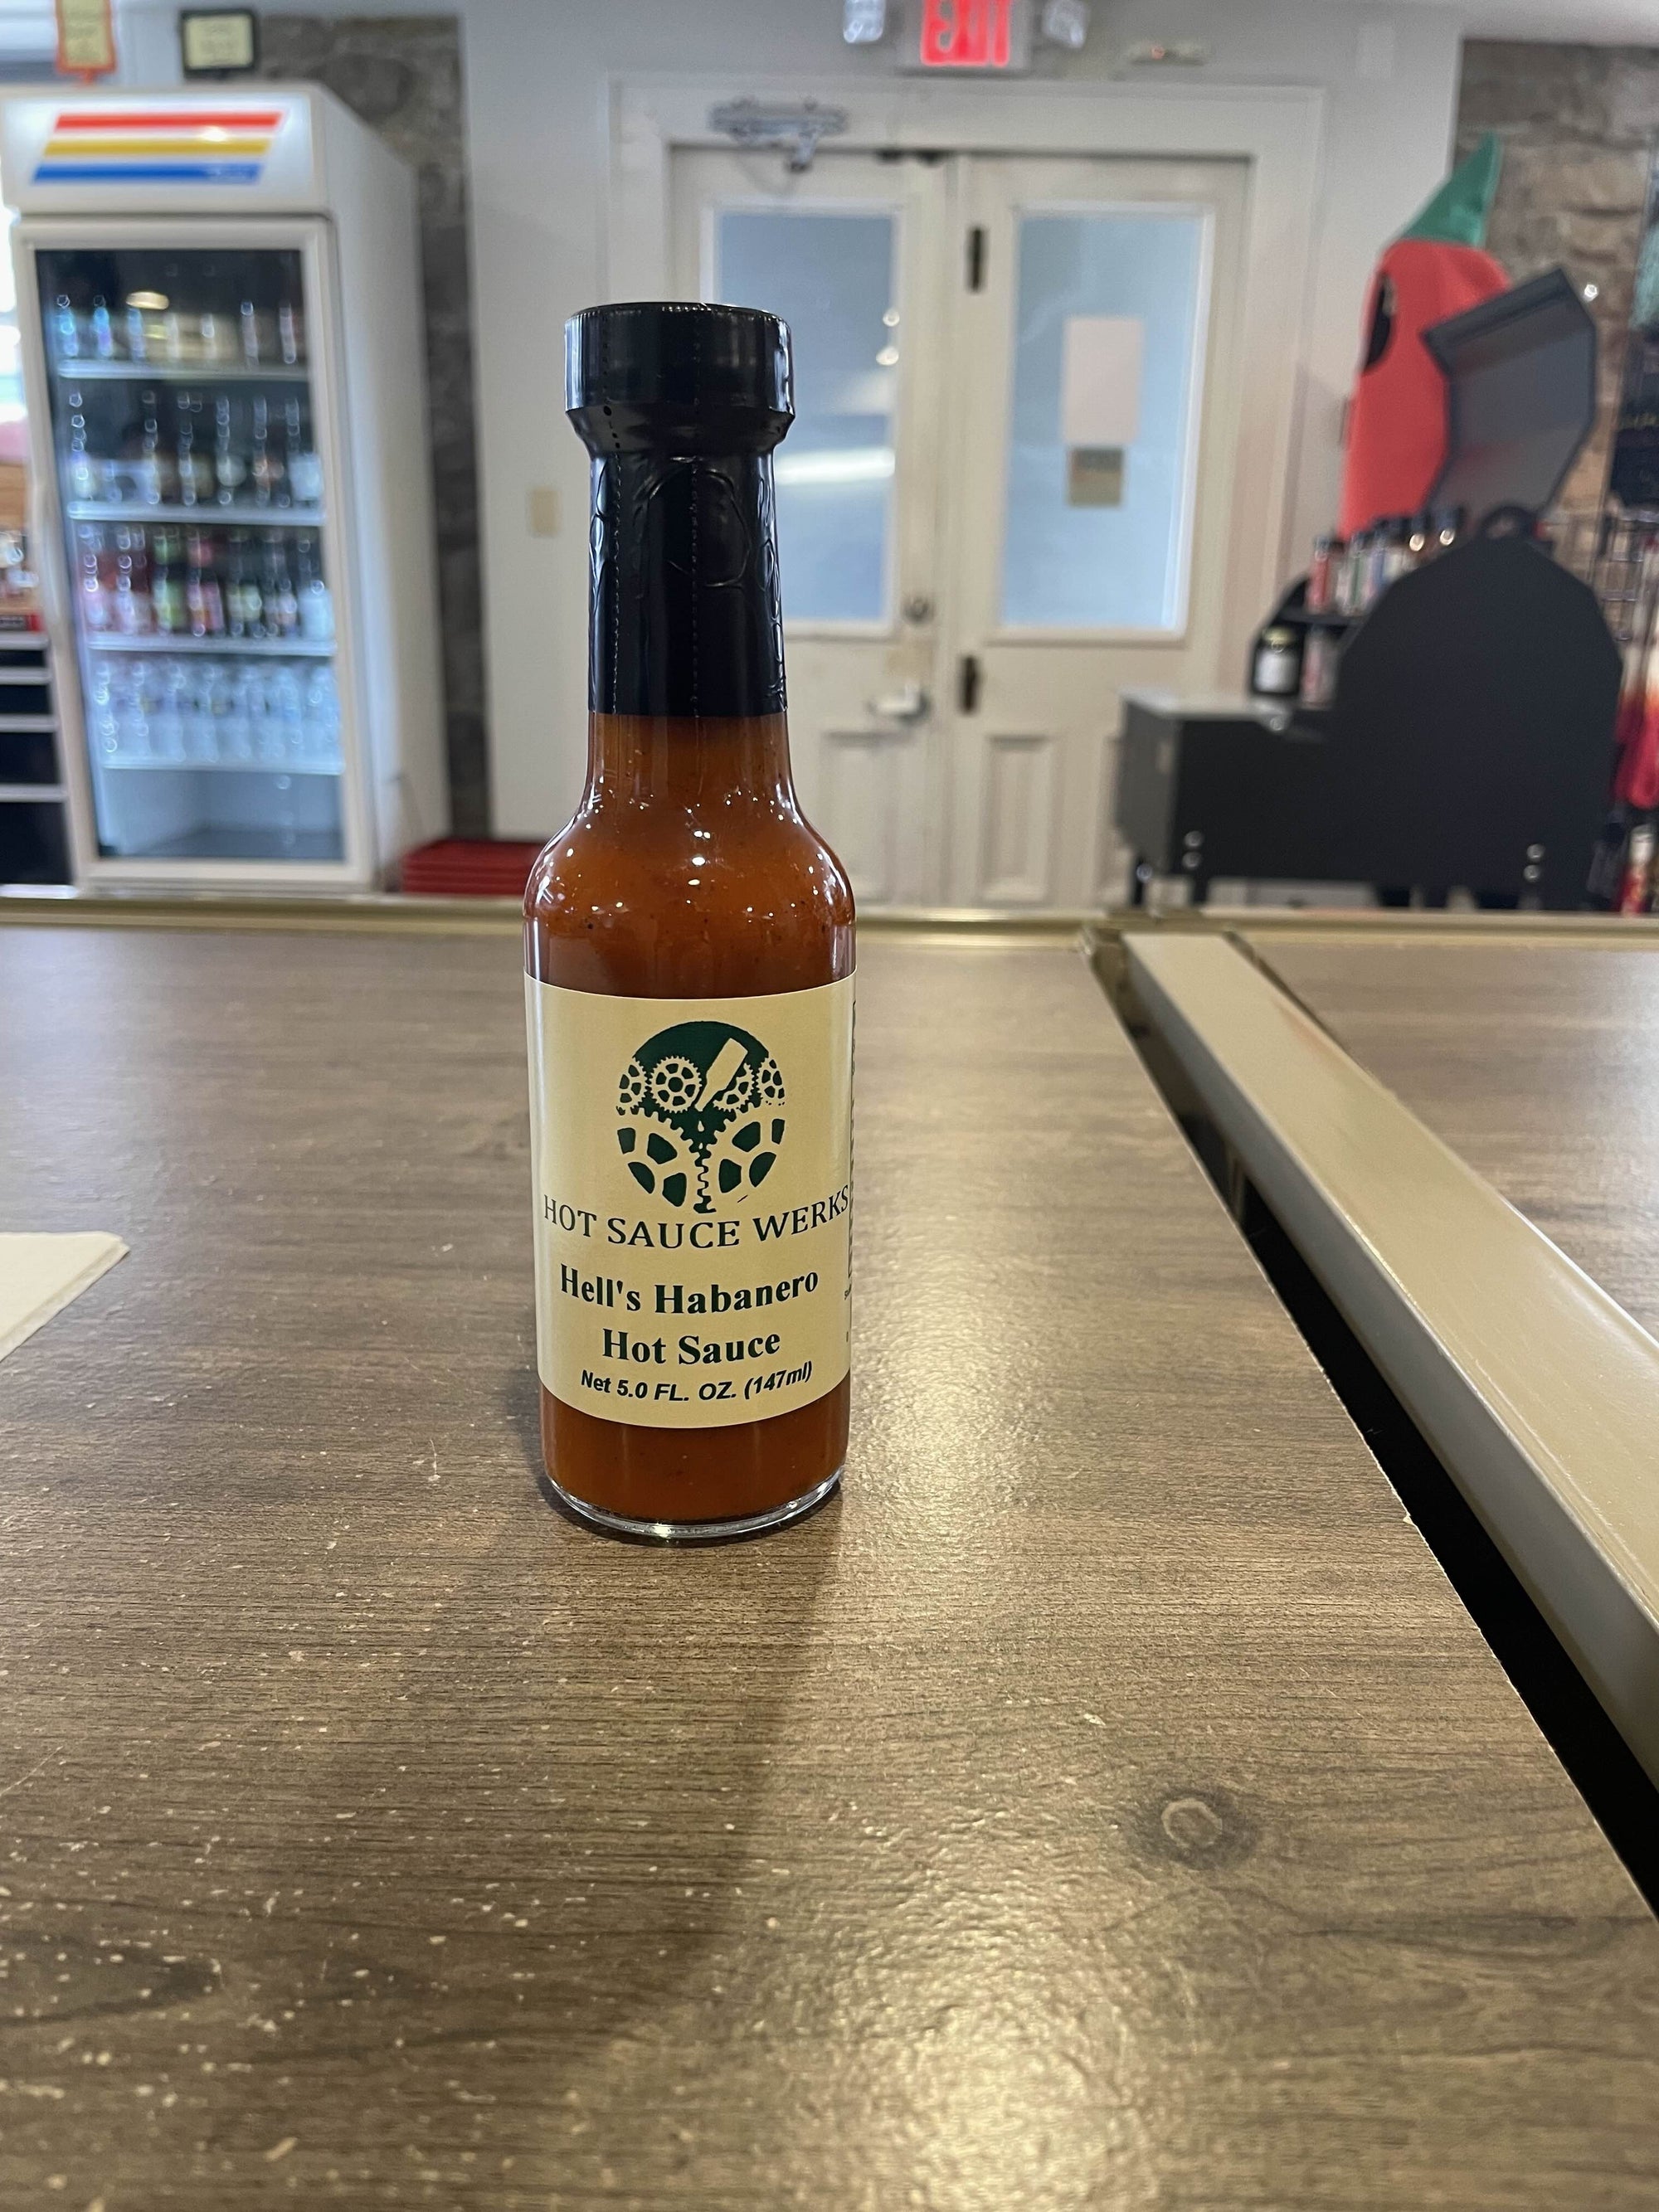 EXIT
HOT SAUCE WERKS
Hell's Habanero
Hot Sauce
Net 5.0 FL. OZ. (147ml)